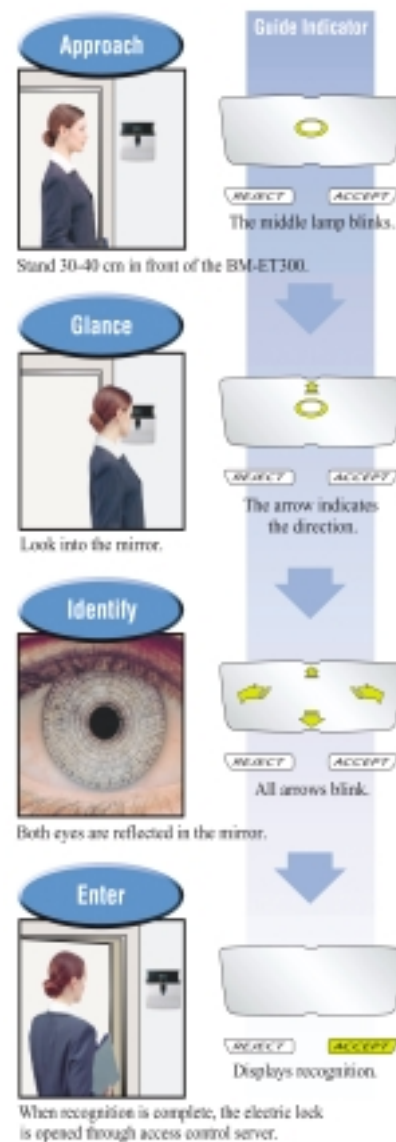 Approach
Guide Indicator
REJECT
ACCEPT
The middle lamp blinks.
Stand 30-40 cm in front of the BM-ET300.
Glance
REJECT
ACCEPT
The arrow indicates
the direction.
Look into the mirror.
Identify
REJECT
ACCEPT
All arrows blink.
Both eyes are reflected in the mirror.
Enter
REJECT
ACCEPT
Displays recognition.
When recognition is complete, the electric lock
is opened through access control server.